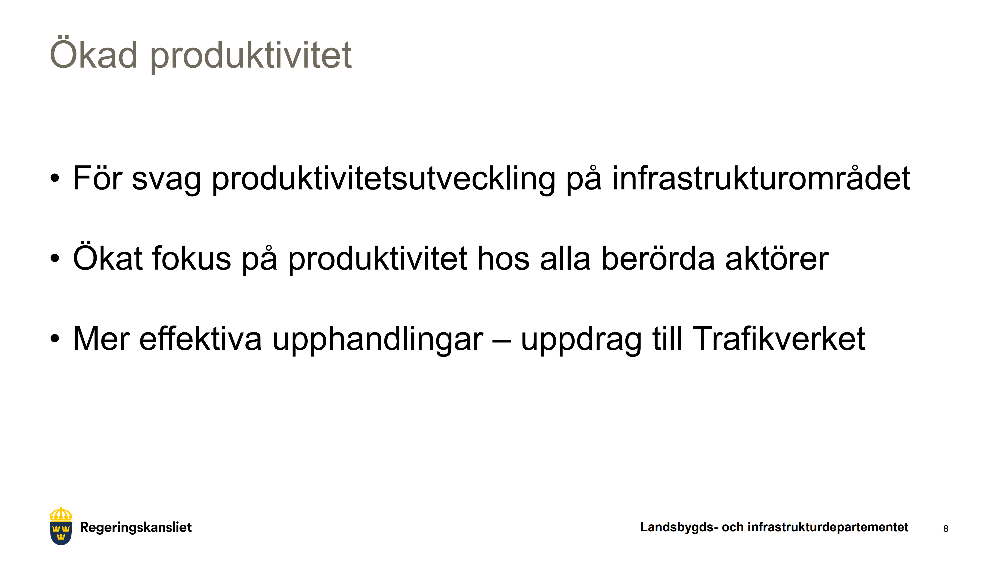 Ökad produktivitet
• För svag produktivitetsutveckling på infrastrukturområdet
• Ökat fokus på produktivitet hos alla berörda aktörer
• Mer effektiva upphandlingar – uppdrag till Trafikverket
Regeringskansliet
Landsbygds- och infrastrukturdepartementet
8